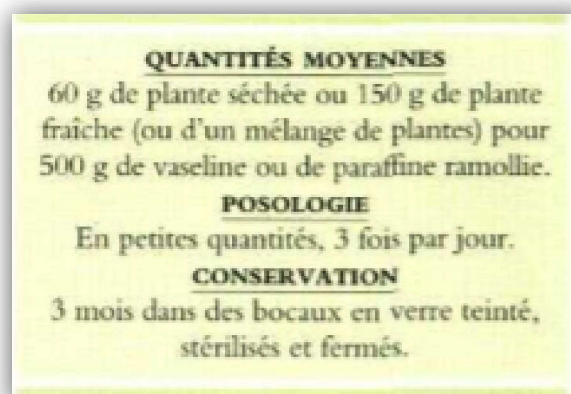 QUANTITÉS MOYENNES
60 g de plante séchée ou 150 g de plante
fraîche (ou d'un mélange de plantes) pour
500 g de vaseline ou de paraffine ramollie.
POSOLOGIE
En petites quantités, 3 fois par jour.
CONSERVATION
3 mois dans des bocaux en verre teinté,
stérilisés et fermés.